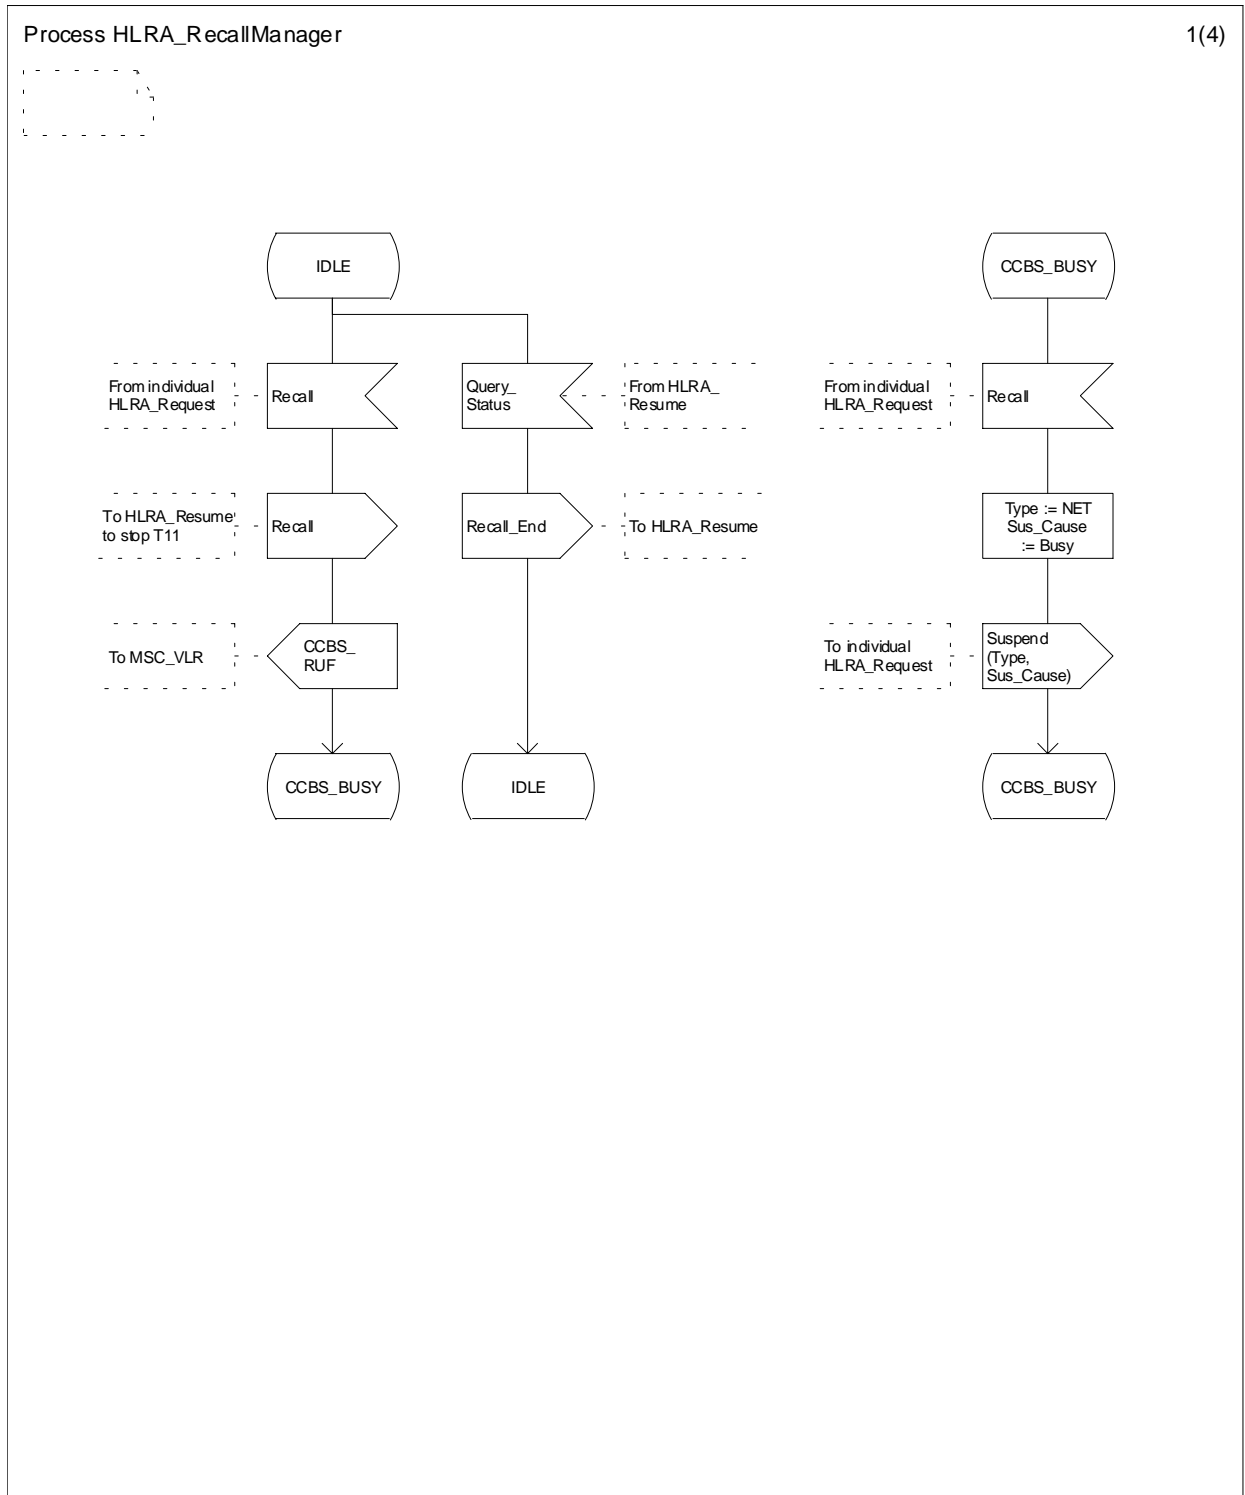 Process HLRA_RecallManager
1(4)
IDLE
From individual
HLRA_Request
Recall
To HLRA_Resume
to stop T11
Recall
To MSC_VLR
CCBS_
RUF
CCBS_BUSY
Query_
Status
From HLRA_
Resume
Recall_End
To HLRA_Resume
IDLE
CCBS_BUSY
From individual
HLRA_Request
Recall
Type := NET
Sus_Cause
:= Busy
To individual
HLRA_Request
Suspend
(Type,
Sus_Cause)
CCBS_BUSY